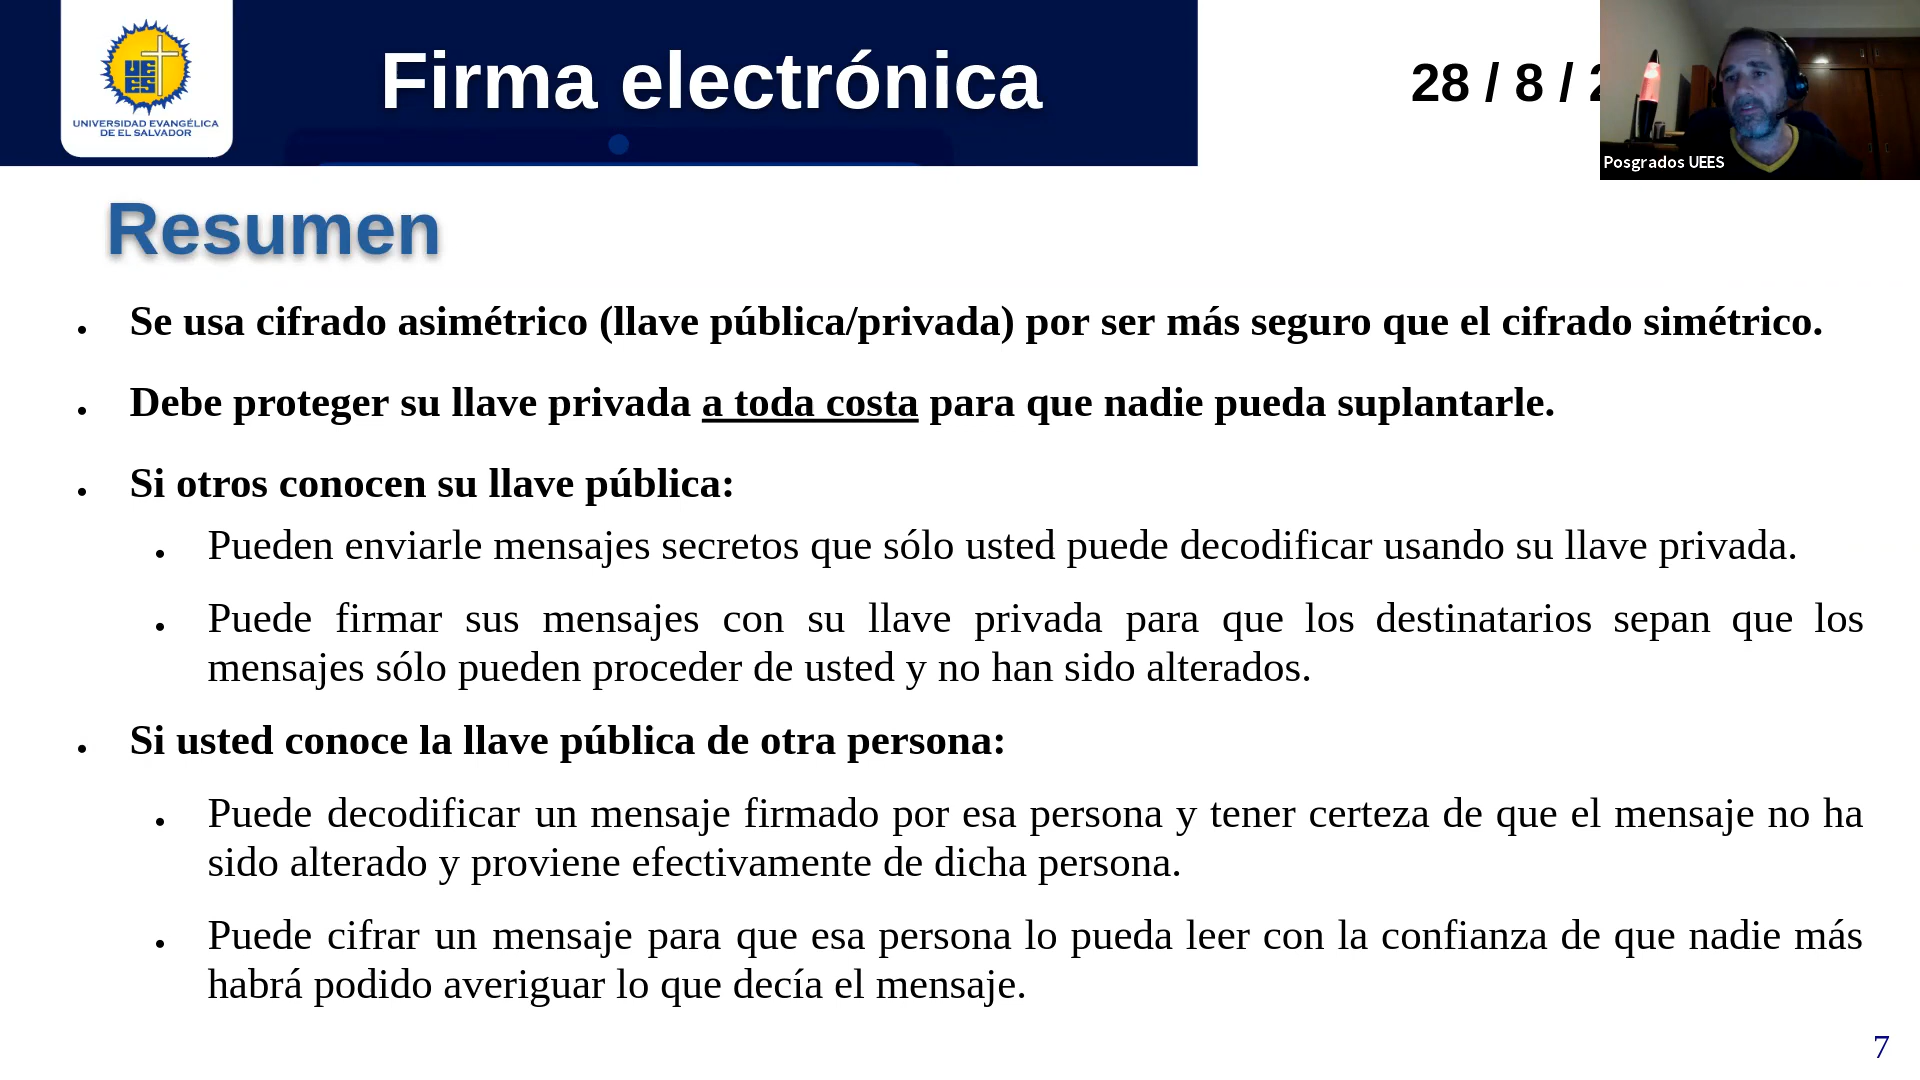 UE
ES
UNIVERSIDAD EVANGÉLICA
DE EL SALVADOR
Firma electrónica
28 / 8 /
Posgrados UEES
Resumen
• Se usa cifrado asimétrico (llave pública/privada) por ser más seguro que el cifrado simétrico.
• Debe proteger su llave privada a toda costa para que nadie pueda suplantarle.
• Si otros conocen su llave pública:
• Pueden enviarle mensajes secretos que sólo usted puede decodificar usando su llave privada.
• Puede firmar sus mensajes con su llave privada para que los destinatarios sepan que los
mensajes sólo pueden proceder de usted y no han sido alterados.
• Si usted conoce la llave pública de otra persona:
• Puede decodificar un mensaje firmado por esa persona y tener certeza de que el mensaje no ha
sido alterado y proviene efectivamente de dicha persona.
• Puede cifrar un mensaje para que esa persona lo pueda leer con la confianza de que nadie más
habrá podido averiguar lo que decía el mensaje.
7